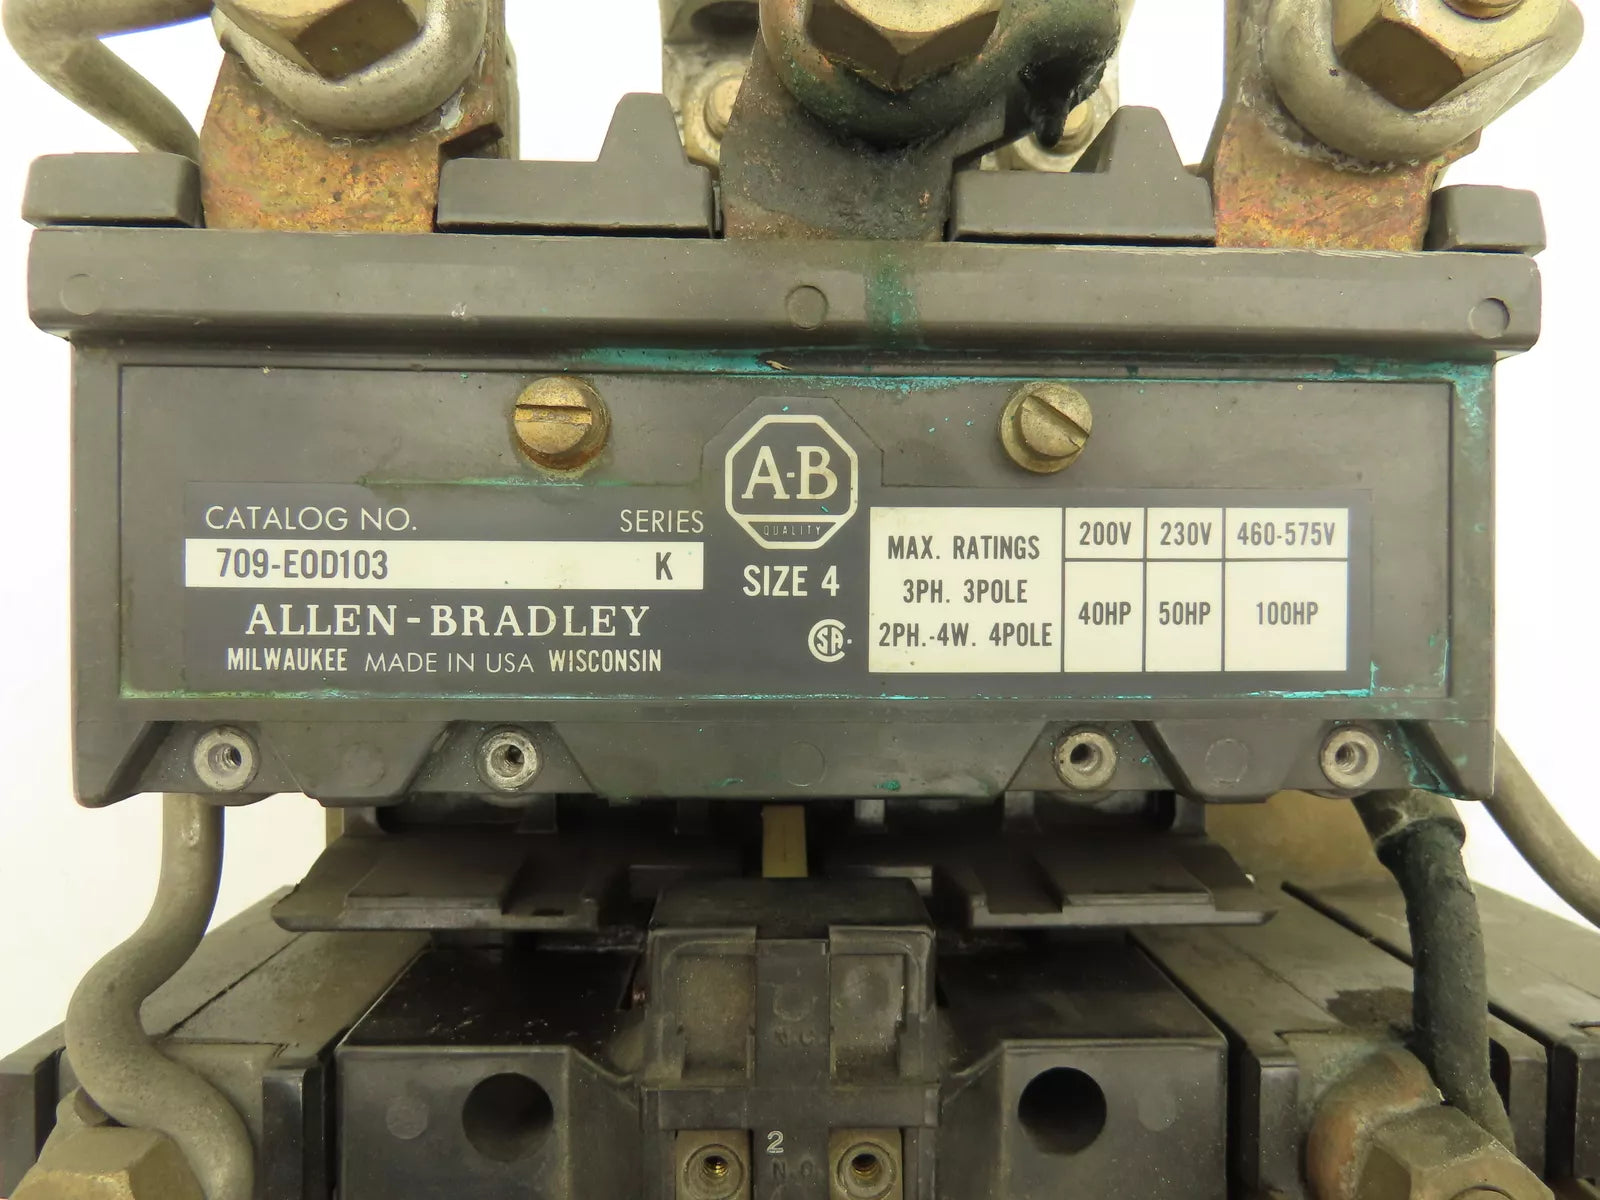 CATALOG NO. SERIES
709-EOD103 K
ALLEN-BRADLEY
MILWAUKEE MADE IN USA WISCONSIN
A-B
QUALITY
SIZE 4
SA
MAX. RATINGS
3PH. 3POLE
2PH.-4W. 4POLE
200V 230V 460-575V
40HP 50HP 100HP
2